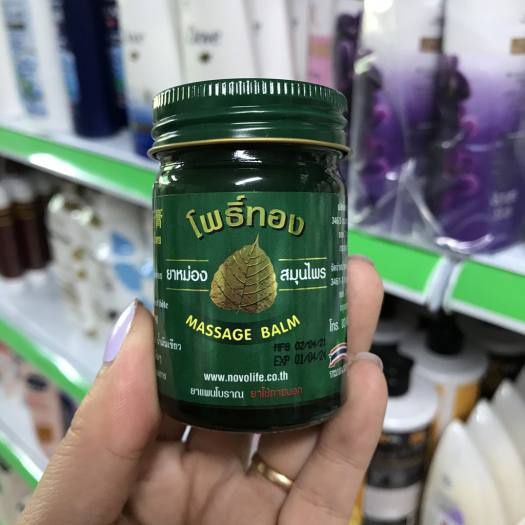 โพธิ์ทอง
ยาหม่อง สมุนไพร
MASSAGE BALM
MFG 02/04/21
EXP 01/04/24
www.novolife.co.th
ยาแผนโบราณ ยาใช้ภายนอก
膏
Dove